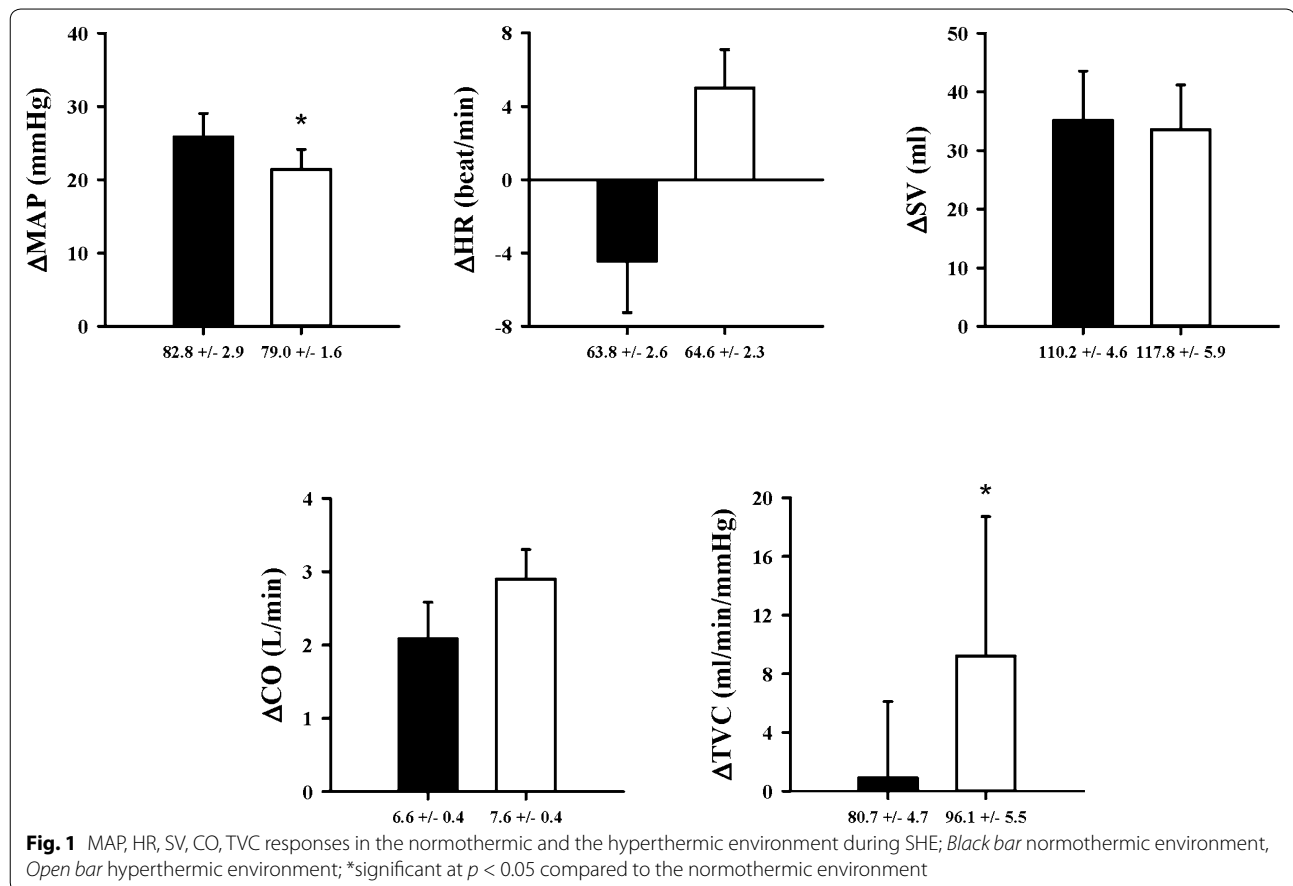 40
30
20
10
0
ΔMAP (mmHg)
*
82.8 +/- 2.9 79.0 +/- 1.6
8
4
0
-4
-8
ΔHR (beat/min)
63.8 +/- 2.6 64.6 +/- 2.3
50
40
30
20
10
0
ΔSV (ml)
110.2 +/- 4.6 117.8 +/- 5.9
4
3
2
1
0
ΔCO (L/min)
6.6 +/- 0.4 7.6 +/- 0.4
20
16
12
8
4
0
ΔTVC (ml/min/mmHg)
*
80.7 +/- 4.7 96.1 +/- 5.5
Fig. 1 MAP, HR, SV, CO, TVC responses in the normothermic and the hyperthermic environment during SHE; Black bar normothermic environment,
Open bar hyperthermic environment; *significant at p < 0.05 compared to the normothermic environment